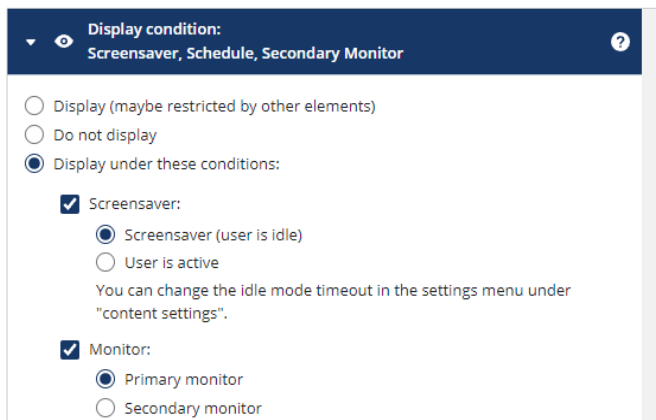 Display condition:
Screensaver, Schedule, Secondary Monitor
?
Display (maybe restricted by other elements)
Do not display
Display under these conditions:
Screensaver:
Screensaver (user is idle)
User is active
You can change the idle mode timeout in the settings menu under
"content settings".
Monitor:
Primary monitor
Secondary monitor